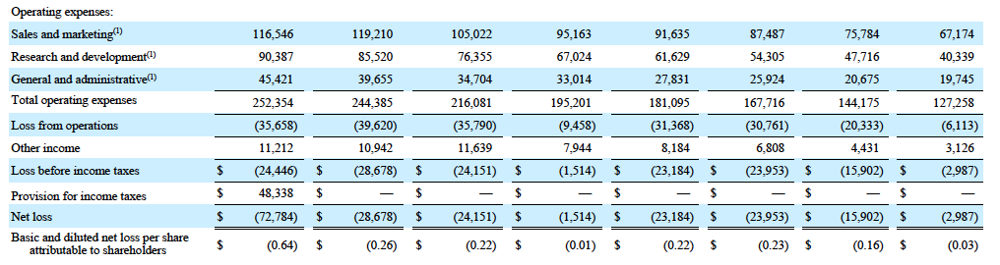 Operating expenses:
Sales and marketing(1) 116,546 119,210 105,022 95,163 91,635 87,487 75,784 67,174
Research and development(1) 90,387 85,520 76,355 67,024 61,629 54,305 47,716 40,339
General and administrative(1) 45,421 39,655 34,704 33,014 27,831 25,924 20,675 19,745
Total operating expenses 252,354 244,385 216,081 195,201 181,095 167,716 144,175 127,258
Loss from operations (35,658) (39,620) (35,790) (9,458) (31,368) (30,761) (20,333) (6,113)
Other income 11,212 10,942 11,639 7,944 8,184 6,808 4,431 3,126
Loss before income taxes $ (24,446) $ (28,678) $ (24,151) $ (1,514) $ (23,184) $ (23,953) $ (15,902) $ (2,987)
Provision for income taxes $ 48,338 $ — $ — $ — $ — $ — $ — $ —
Net loss $ (72,784) $ (28,678) $ (24,151) $ (1,514) $ (23,184) $ (23,953) $ (15,902) $ (2,987)
Basic and diluted net loss per share
attributable to shareholders $ (0.64) $ (0.26) $ (0.22) $ (0.01) $ (0.22) $ (0.23) $ (0.16) $ (0.03)